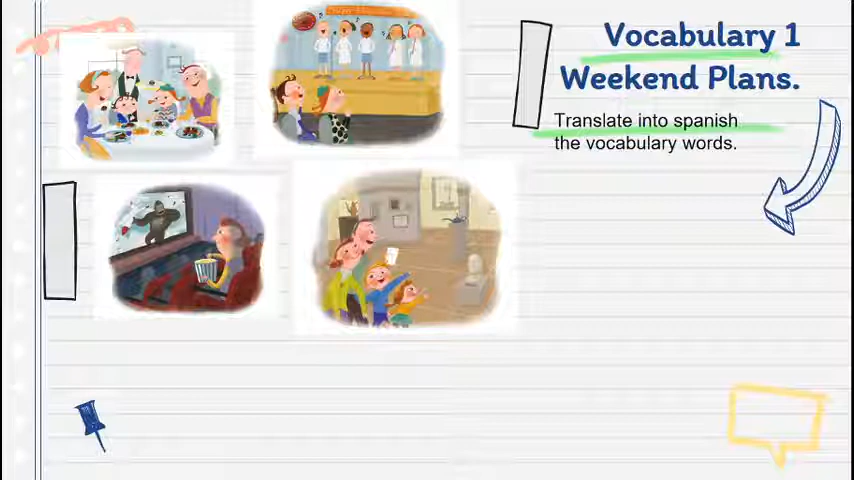 Vocabulary 1
Weekend Plans.
Translate into spanish
the vocabulary words.